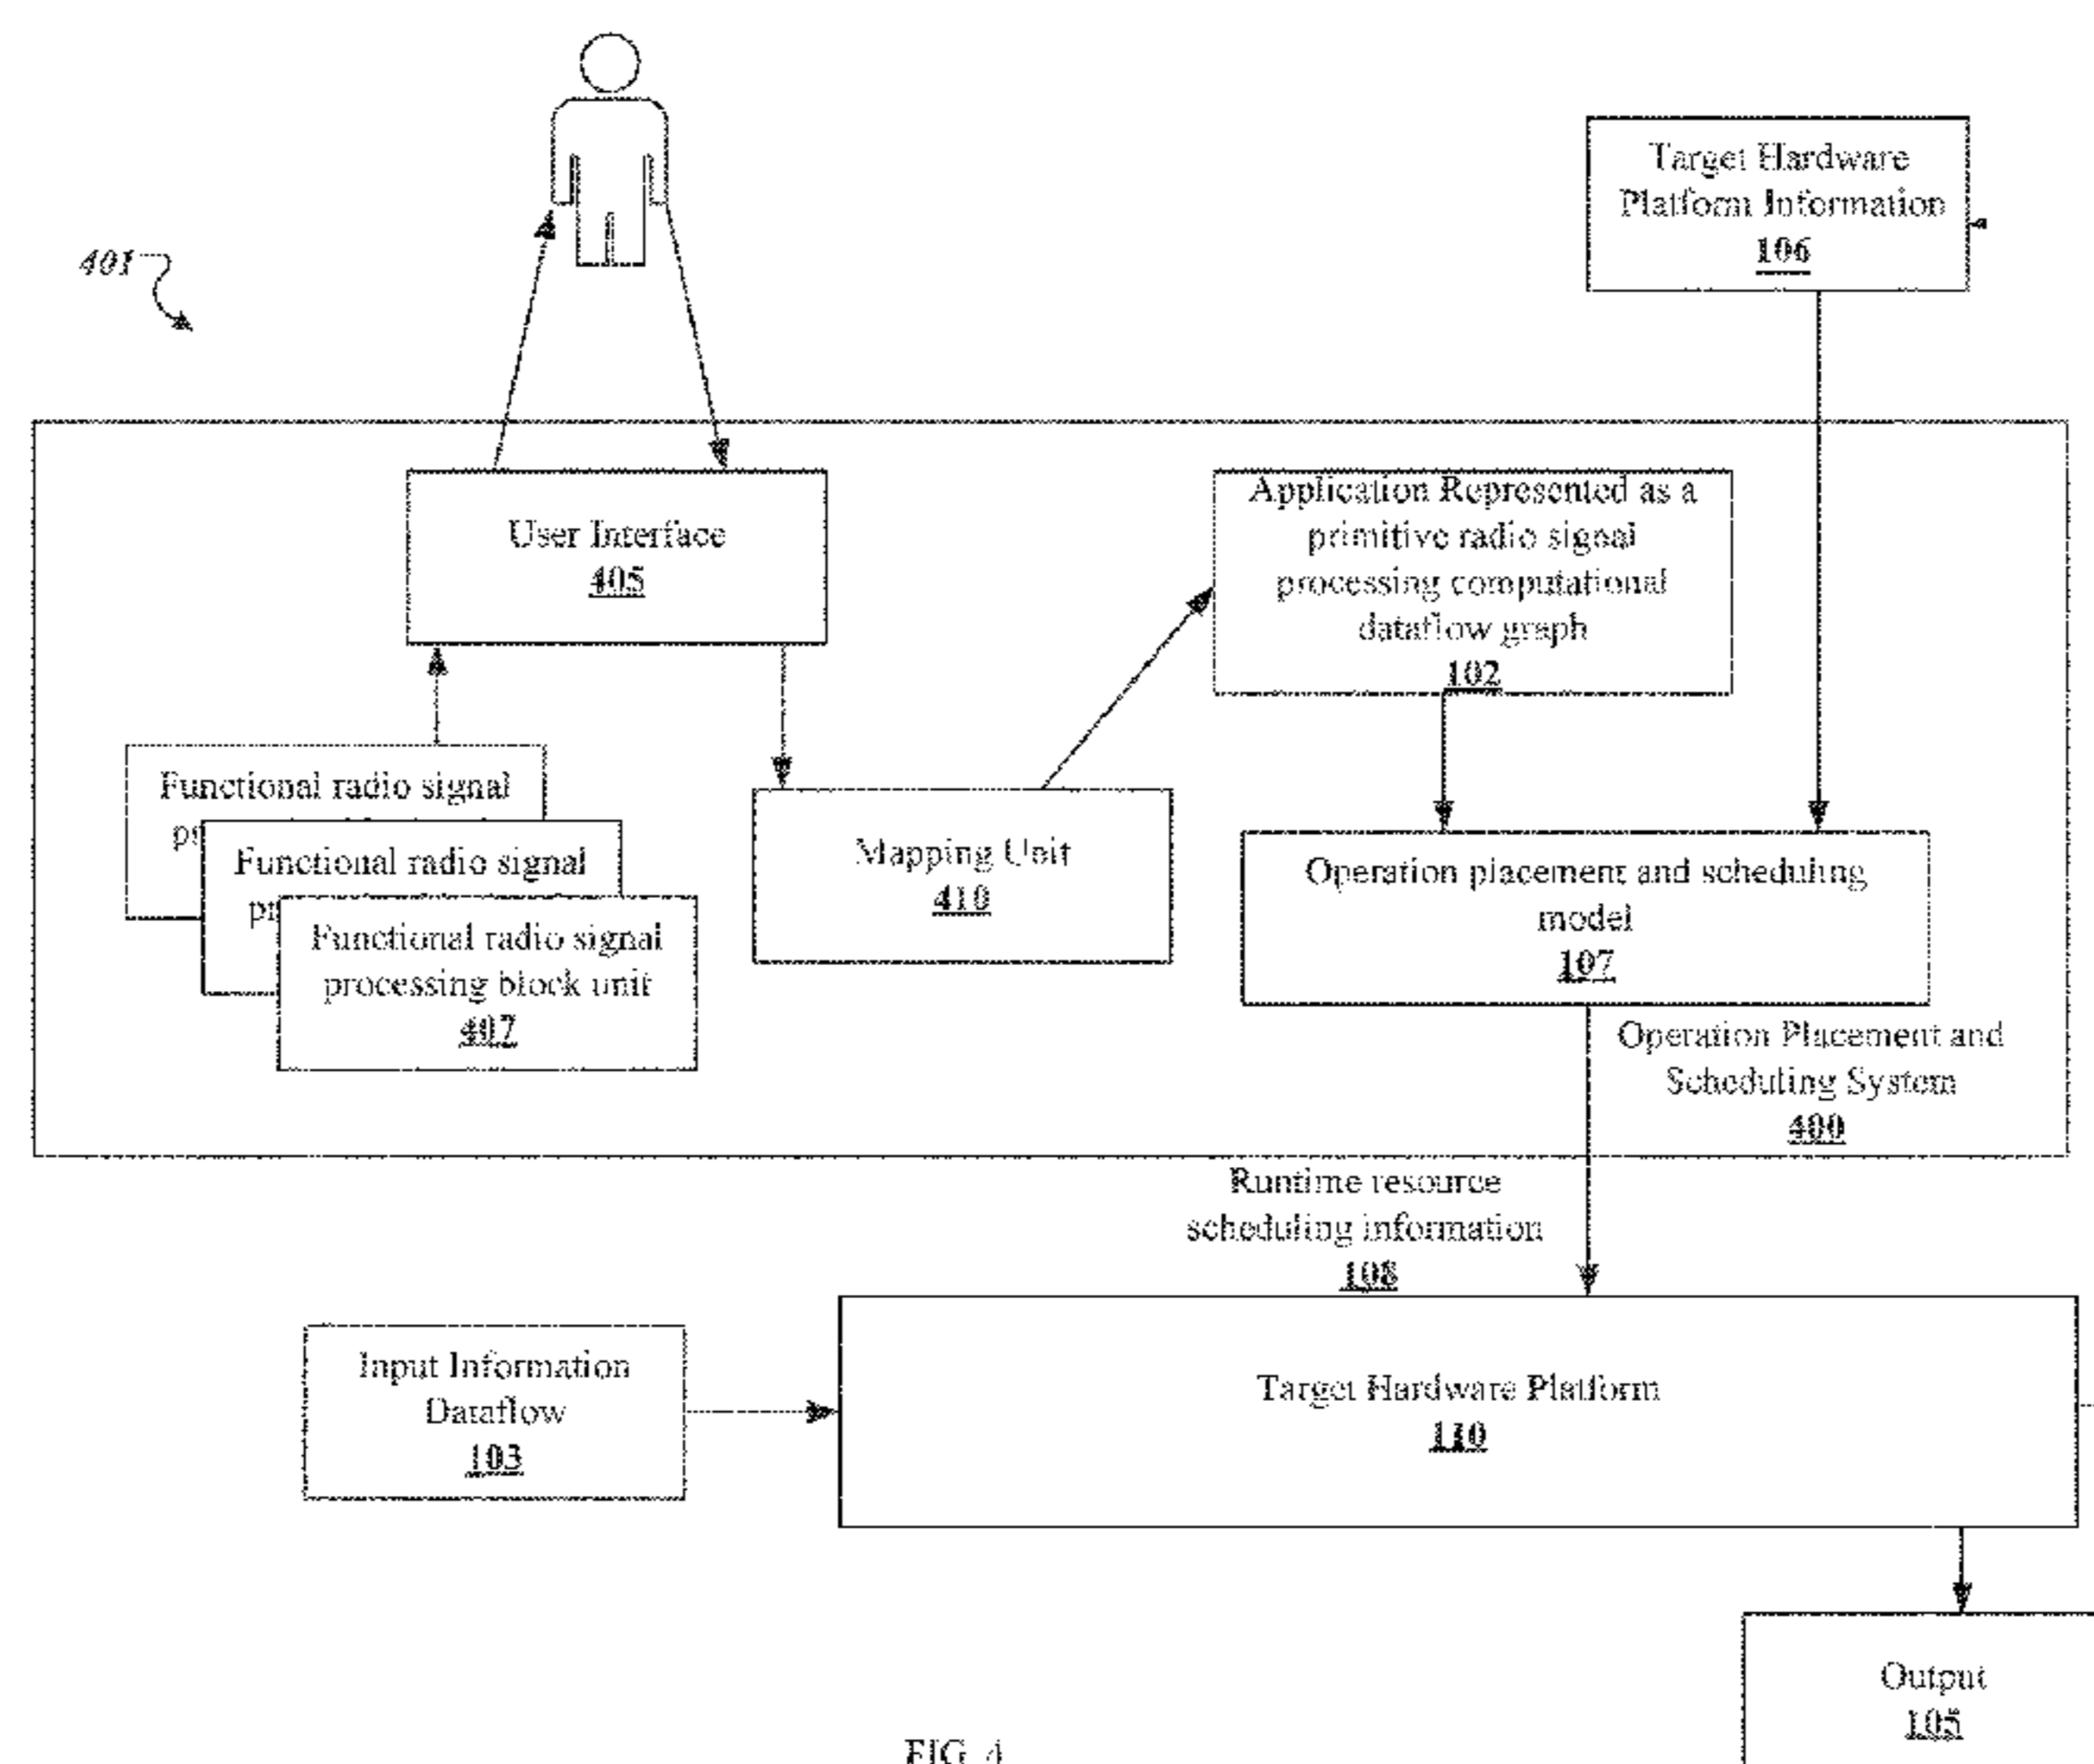 401
Target Hardware
Platform Information
106
User Interface
405
Application Represented as a
primitive radio signal
processing computational
dataflow graph
102
Functional radio signal
Functional radio signal
Functional radio signal
processing block unit
407
Mapping Unit
410
Operation placement and scheduling
model
107
Operation Placement and
Scheduling System
400
Runtime resource
scheduling information
108
Input Information
Dataflow
103
Target Hardware Platform
110
Output
105
FIG. 4